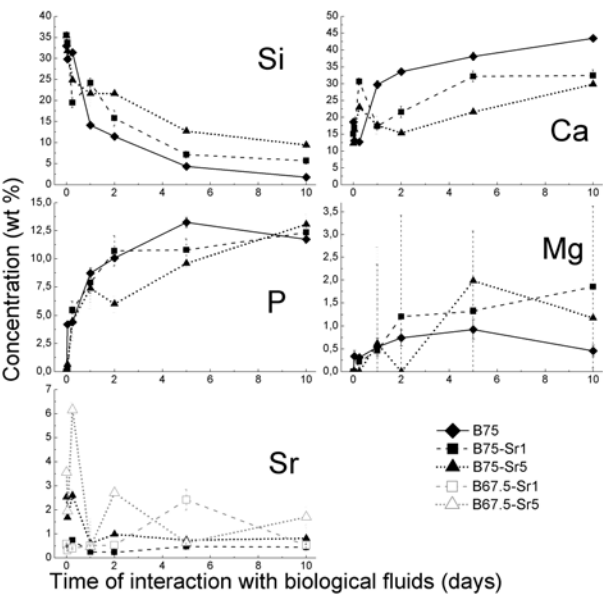 40
35
30
25
20
15
10
5
0
0 2 4 6 8 10
Si
50
45
40
35
30
25
20
15
10
5
0
0 2 4 6 8 10
Ca
15,0
12,5
10,0
7,5
5,0
2,5
0,0
0 2 4 6 8 10
P
3,5
3,0
2,5
2,0
1,5
1,0
0,5
0,0
0 2 4 6 8 10
Mg
Concentration (wt %)
7
6
5
4
3
2
1
0
0 2 4 6 8 10
Sr
B75
B75-Sr1
B75-Sr5
B67.5-Sr1
B67.5-Sr5
Time of interaction with biological fluids (days)